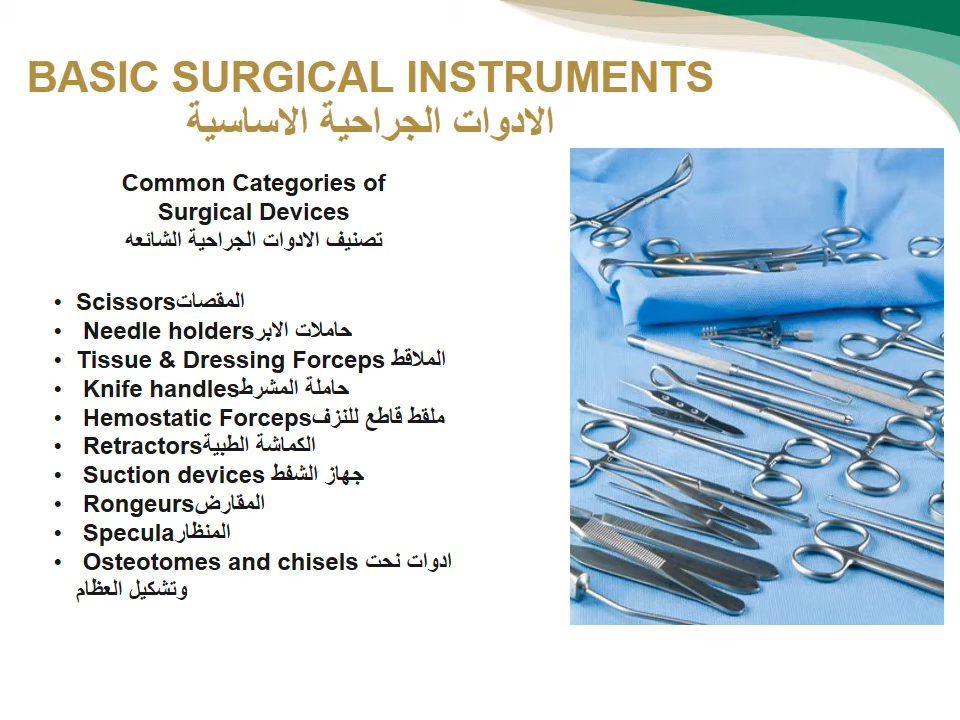 BASIC SURGICAL INSTRUMENTS
الادوات الجراحية الاساسية
Common Categories of
Surgical Devices
تصنيف الادوات الجراحية الشائعه
• Scissorsالمقصات
• Needle holdersحاملات الابر
• Tissue & Dressing Forceps الملاقط
• Knife handlesحاملة المشرط
• Hemostatic Forcepsملقط قاطع للنزف
• Retractorsالكماشة الطبية
• Suction devices جهاز الشفط
• Rongeursالمقارض
• Speculaالمنظار
• Osteotomes and chisels ادوات نحت
وتشكيل العظام